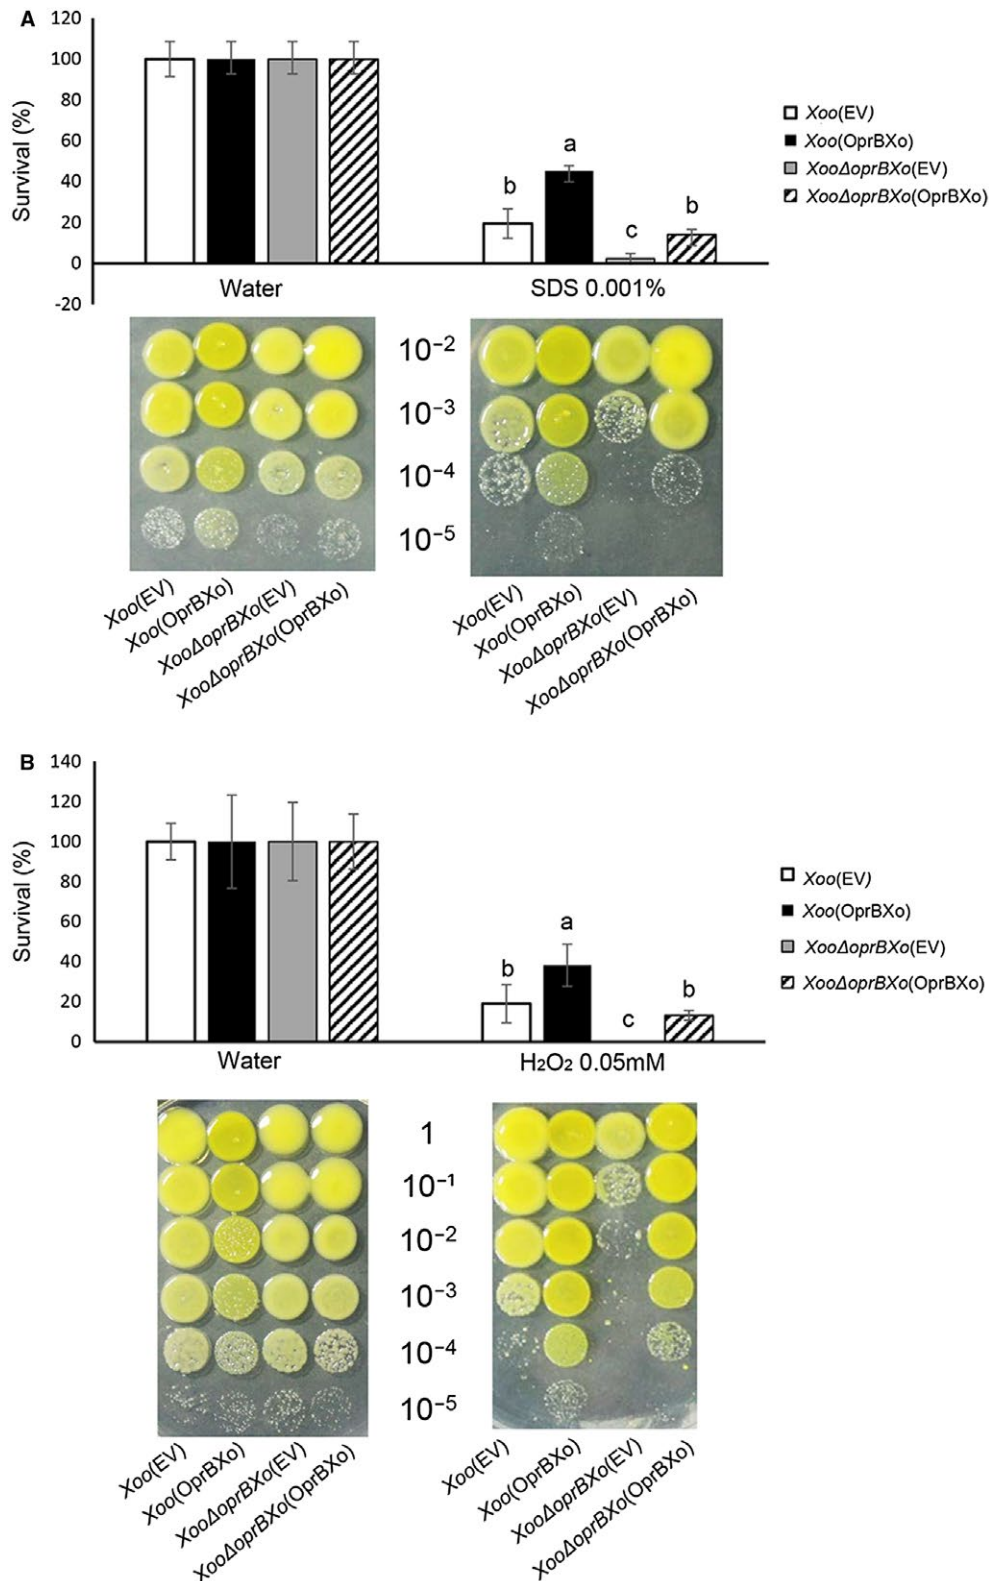 A
120
100
80
60
40
20
0
-20
Survival (%)
b
a
c
b
Water
SDS 0.001%
Xoo(EV)
Xoo(OprBXo)
XooΔoprBXo(EV)
XooΔoprBXo(OprBXo)
10⁻²
10⁻³
10⁻⁴
10⁻⁵
Xoo(EV)
Xoo(OprBXo)
XooΔoprBXo(EV)
XooΔoprBXo(OprBXo)
Xoo(EV)
Xoo(OprBXo)
XooΔoprBXo(EV)
XooΔoprBXo(OprBXo)
B
140
120
100
80
60
40
20
0
Survival (%)
b
a
c
b
Water
H₂O₂ 0.05mM
Xoo(EV)
Xoo(OprBXo)
XooΔoprBXo(EV)
XooΔoprBXo(OprBXo)
1
10⁻¹
10⁻²
10⁻³
10⁻⁴
10⁻⁵
Xoo(EV)
Xoo(OprBXo)
XooΔoprBXo(EV)
XooΔoprBXo(OprBXo)
Xoo(EV)
Xoo(OprBXo)
XooΔoprBXo(EV)
XooΔoprBXo(OprBXo)